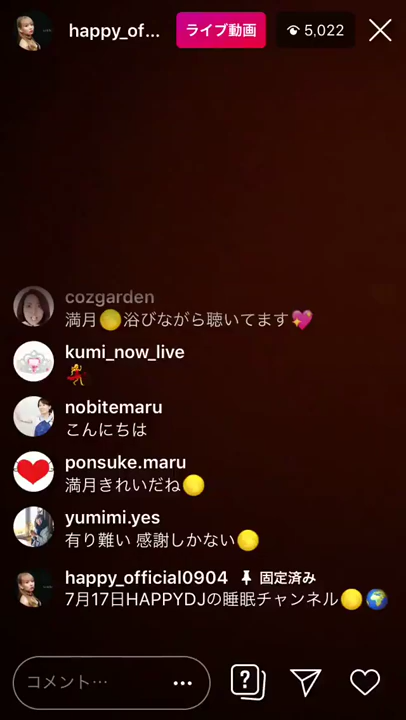 happy_of...
ライブ動画
5,022
cozgarden
満月🌕浴びながら聴いてます💖
kumi_now_live
💃
nobitemaru
こんにちは
ponsuke.maru
満月きれいだね🌕
yumimi.yes
有り難い 感謝しかない🌕
happy_official0904 📌 固定済み
7月17日HAPPYDJの睡眠チャンネル🌕🌍
コメント…